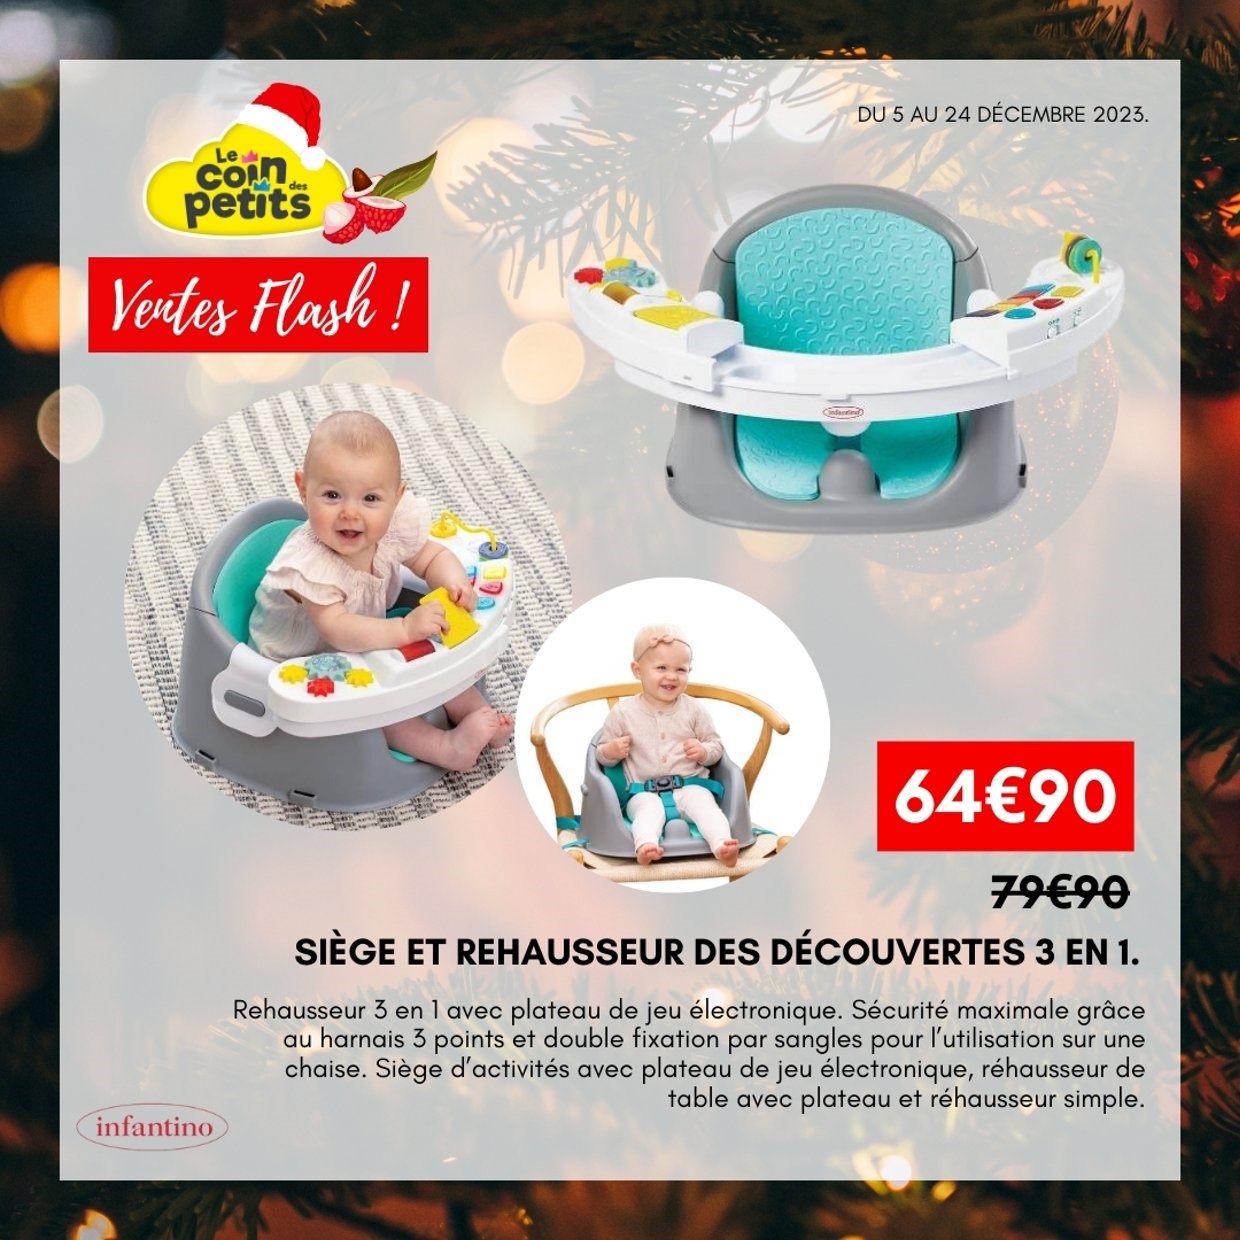 DU 5 AU 24 DÉCEMBRE 2023.
Le
coin des
petits
Ventes Flash !
infantino
64€90
79€90
SIÈGE ET REHAUSSEUR DES DÉCOUVERTES 3 EN 1.
Rehausseur 3 en 1 avec plateau de jeu électronique. Sécurité maximale grâce
au harnais 3 points et double fixation par sangles pour l’utilisation sur une
chaise. Siège d’activités avec plateau de jeu électronique, réhausseur de
table avec plateau et réhausseur simple.
infantino